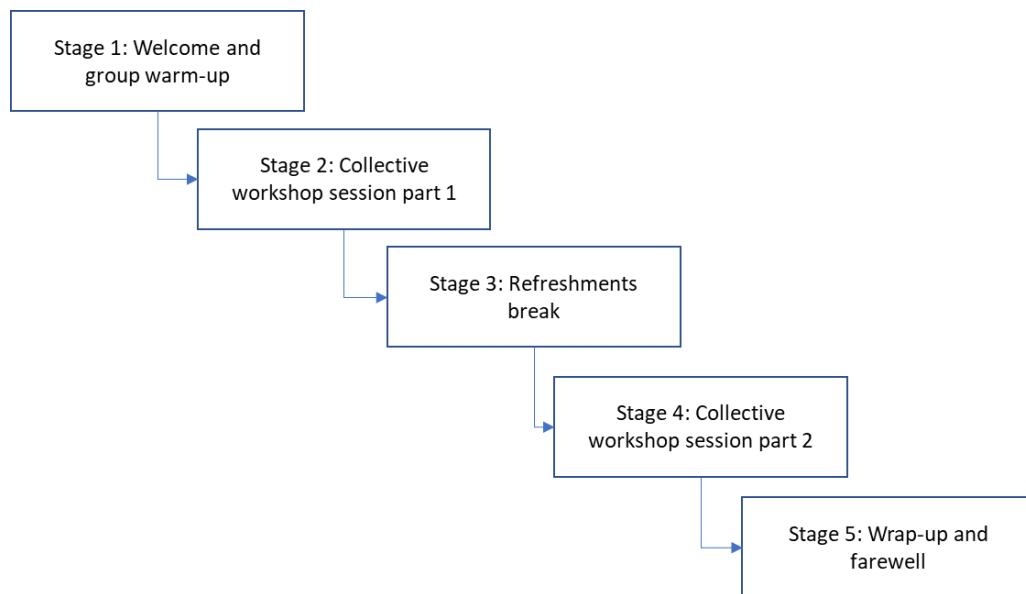 Stage 1: Welcome and
group warm-up
Stage 2: Collective
workshop session part 1
Stage 3: Refreshments
break
Stage 4: Collective
workshop session part 2
Stage 5: Wrap-up and
farewell